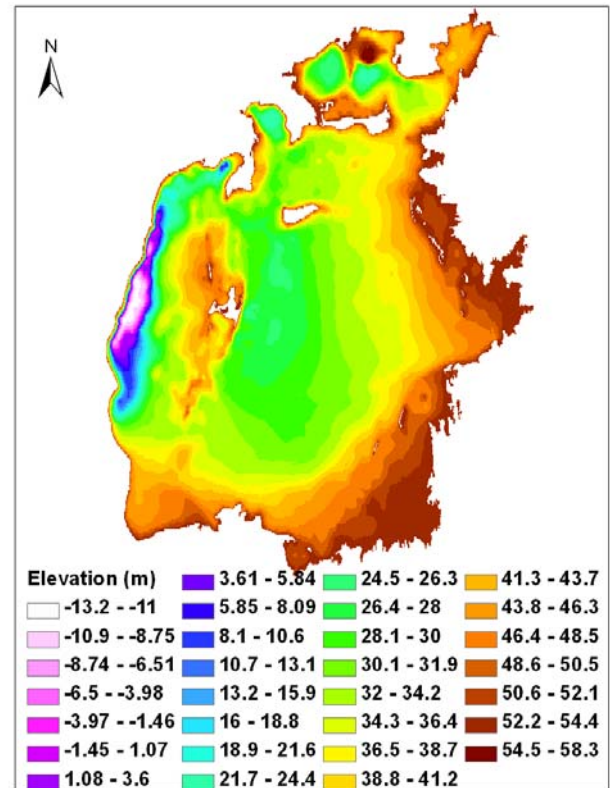 N
Elevation (m)
-13.2 - -11
-10.9 - -8.75
-8.74 - -6.51
-6.5 - -3.98
-3.97 - -1.46
-1.45 - 1.07
1.08 - 3.6
3.61 - 5.84
5.85 - 8.09
8.1 - 10.6
10.7 - 13.1
13.2 - 15.9
16 - 18.8
18.9 - 21.6
21.7 - 24.4
24.5 - 26.3
26.4 - 28
28.1 - 30
30.1 - 31.9
32 - 34.2
34.3 - 36.4
36.5 - 38.7
38.8 - 41.2
41.3 - 43.7
43.8 - 46.3
46.4 - 48.5
48.6 - 50.5
50.6 - 52.1
52.2 - 54.4
54.5 - 58.3